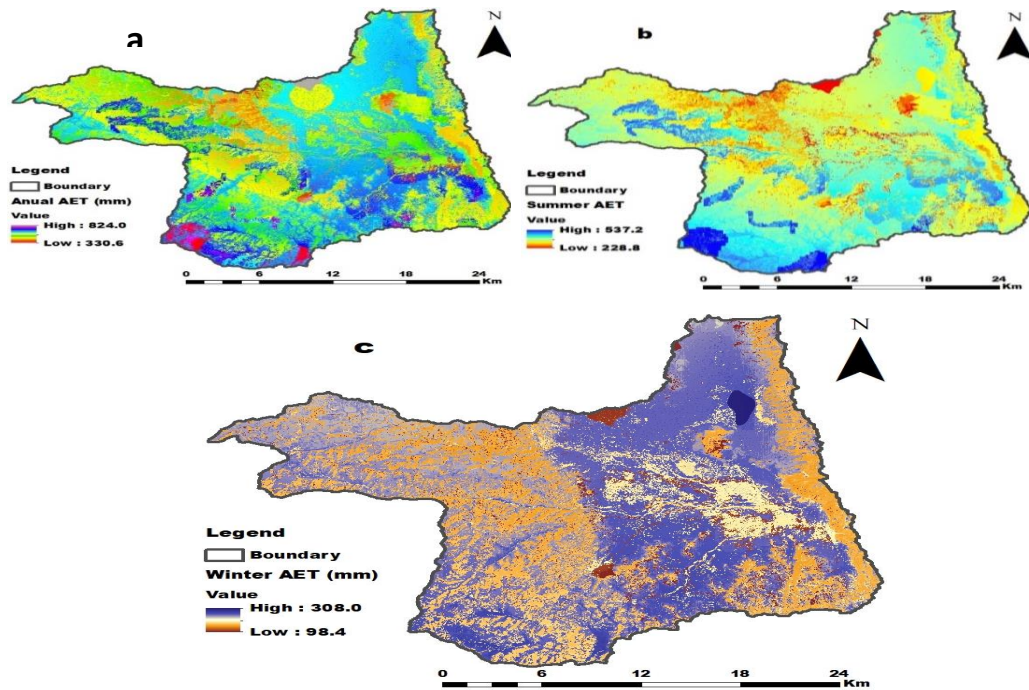 a
N
Legend
Boundary
Anual AET (mm)
Value
High : 824.0
Low : 330.6
0 6 12 18 24
Km
b
N
Legend
Boundary
Summer AET
Value
High : 537.2
Low : 228.8
0 6 12 18 24
Km
c
N
Legend
Boundary
Winter AET (mm)
Value
High : 308.0
Low : 98.4
0 6 12 18 24
Km